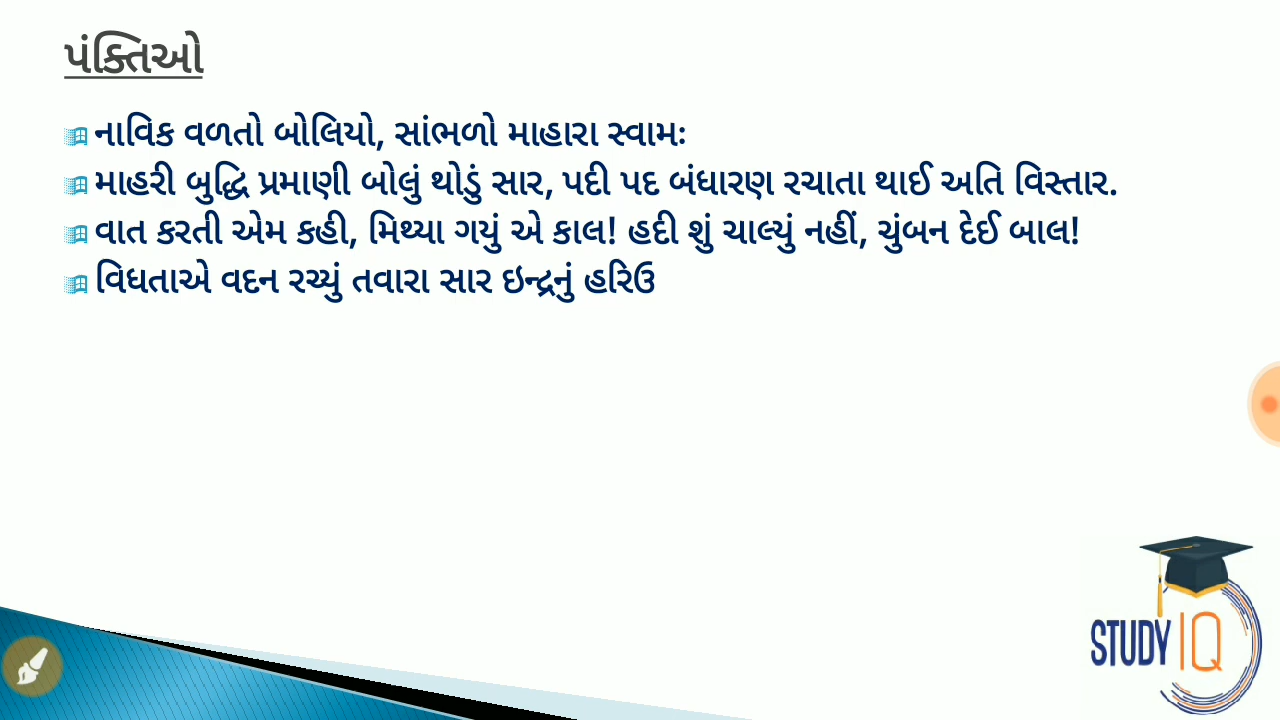 પંક્તિઓ
નાવિક વળતો બોલિયો, સાંભળો માહારા સ્વામઃ
માહરી બુદ્ધિ પ્રમાણી બોલું થોડું સાર, પદી પદ બંધારણ રચાતા થાઈ અતિ વિસ્તાર.
વાત કરતી એમ કહી, મિથ્યા ગયું એ કાલ! હદી શું ચાલ્યું નહીં, ચુંબન દેઈ બાલ!
વિધતાએ વદન રચ્યું તવારા સાર ઇન્દ્રનું હરિઉ
STUDY IQ